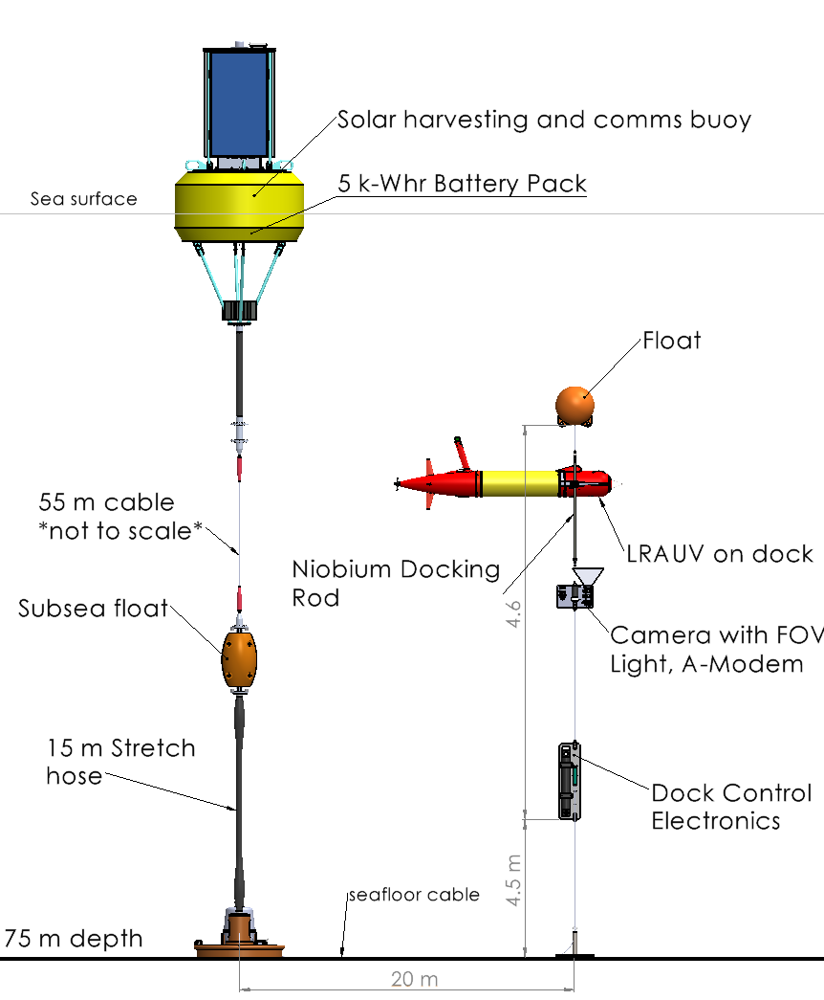 Solar harvesting and comms buoy
5 k-Whr Battery Pack
Sea surface
Float
55 m cable
*not to scale*
LRAUV on dock
Niobium Docking
Rod
Subsea float
4.6
Camera with FOV
Light, A-Modem
15 m Stretch
hose
Dock Control
Electronics
4.5 m
seafloor cable
75 m depth
20 m